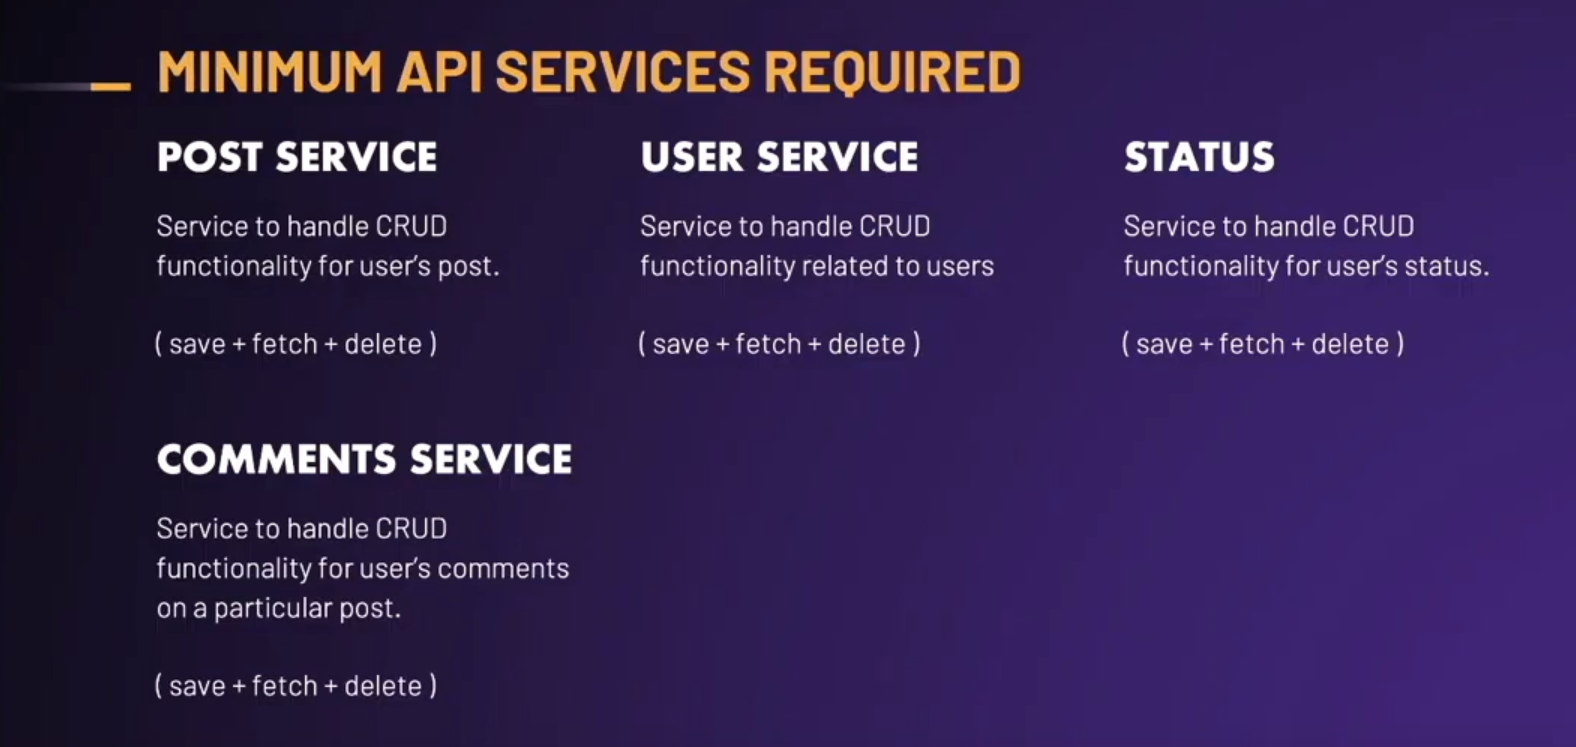 MINIMUM API SERVICES REQUIRED
POST SERVICE
Service to handle CRUD
functionality for user's post.
( save + fetch + delete )
USER SERVICE
Service to handle CRUD
functionality related to users
( save + fetch + delete )
STATUS
Service to handle CRUD
functionality for user's status.
( save + fetch + delete )
COMMENTS SERVICE
Service to handle CRUD
functionality for user's comments
on a particular post.
( save + fetch + delete )